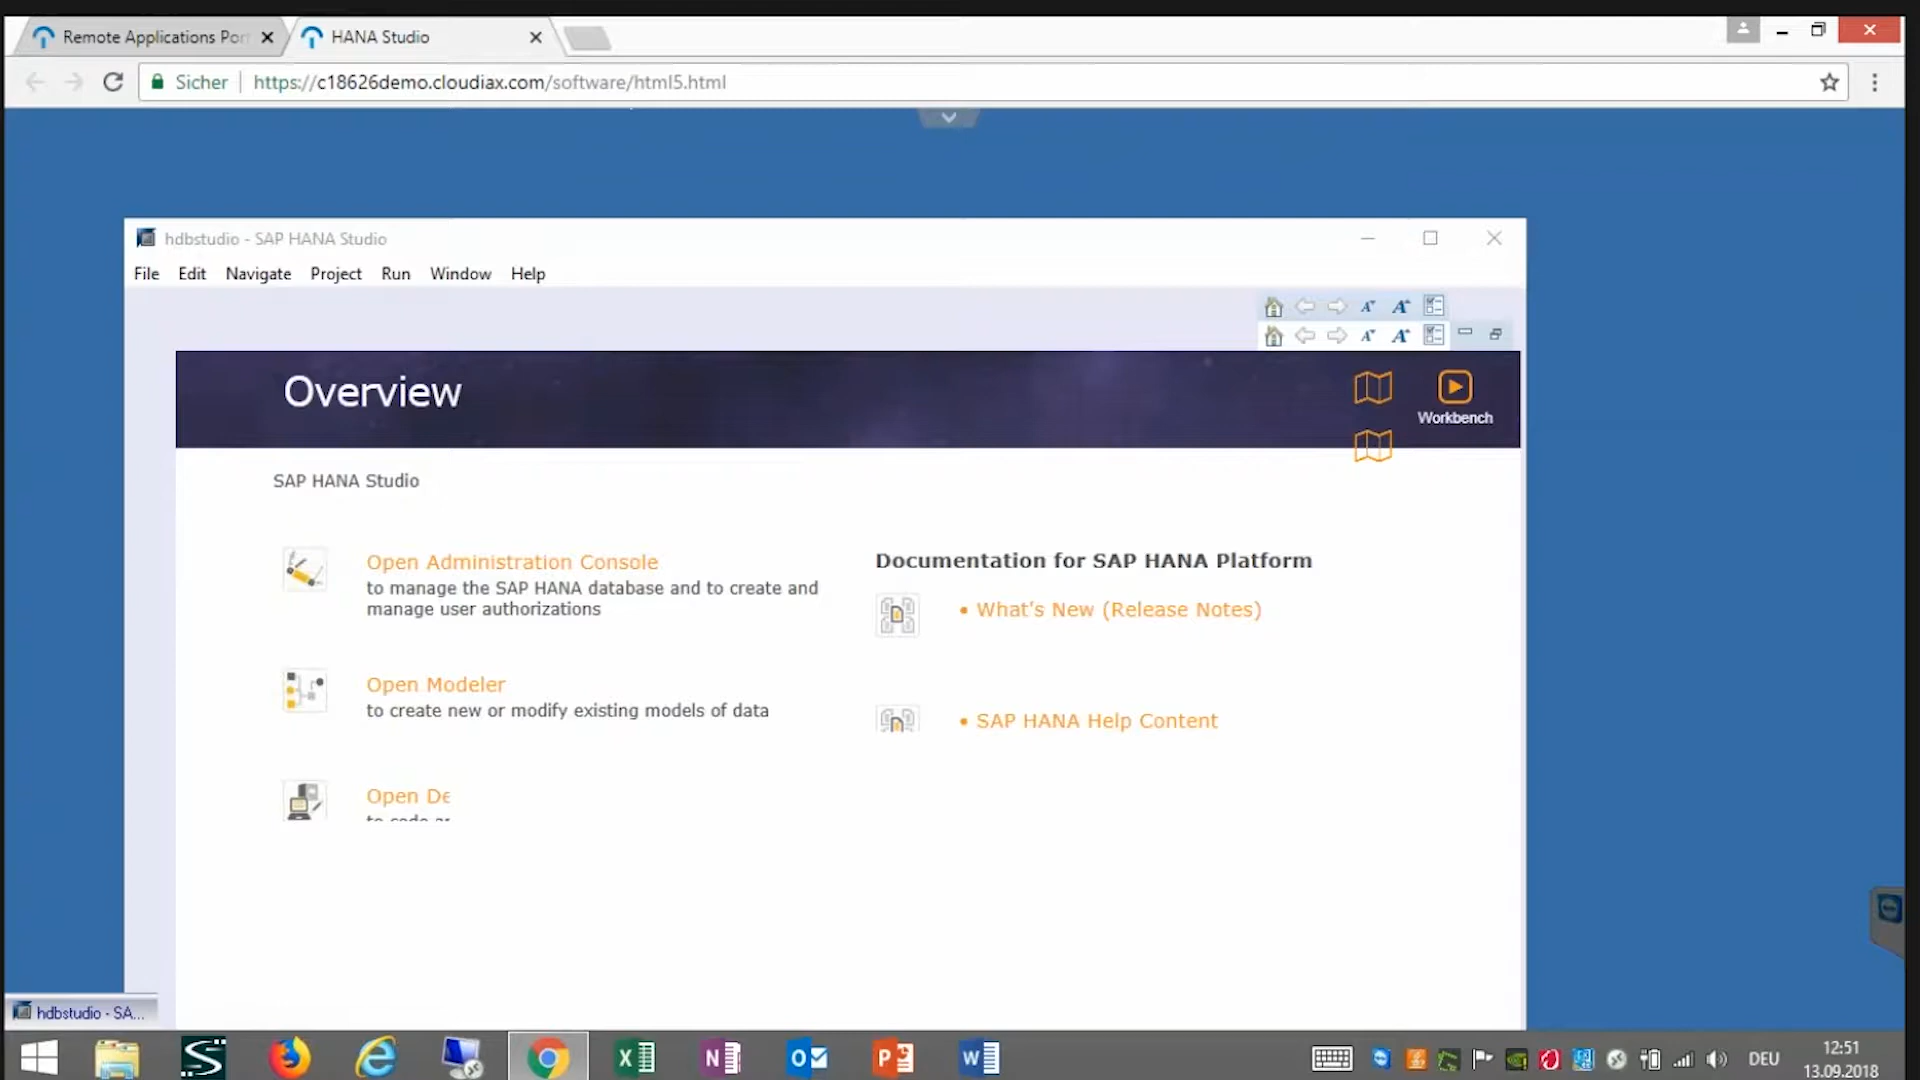 Remote Applications Por
HANA Studio
Sicher
https://c18626demo.cloudiax.com/software/html5.html
hdbstudio - SAP HANA Studio
File Edit Navigate Project Run Window Help
Overview
Workbench
SAP HANA Studio
Open Administration Console
to manage the SAP HANA database and to create and
manage user authorizations
Open Modeler
to create new or modify existing models of data
Open De
Documentation for SAP HANA Platform
• What's New (Release Notes)
• SAP HANA Help Content
hdbstudio - SA...
DEU
12:51
13.09.2018